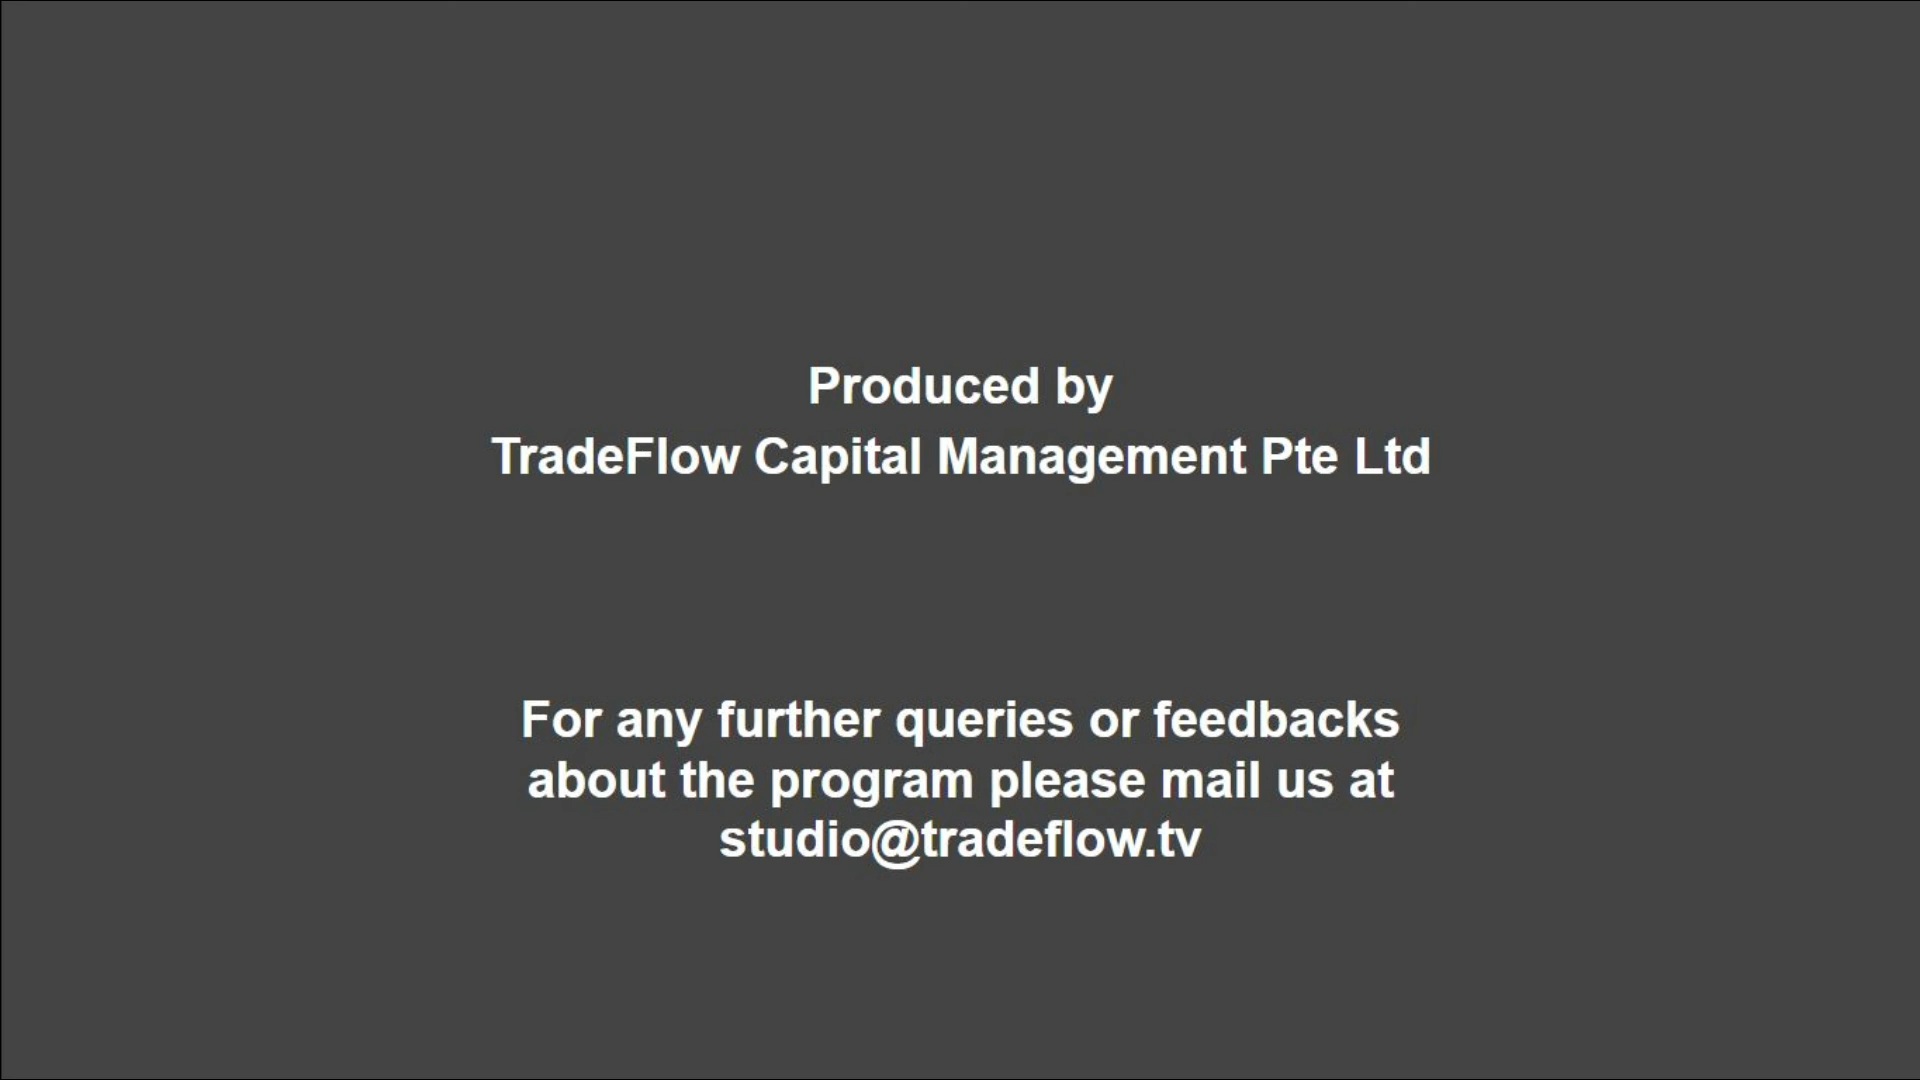 Produced by
TradeFlow Capital Management Pte Ltd
For any further queries or feedbacks
about the program please mail us at
studio@tradeflow.tv